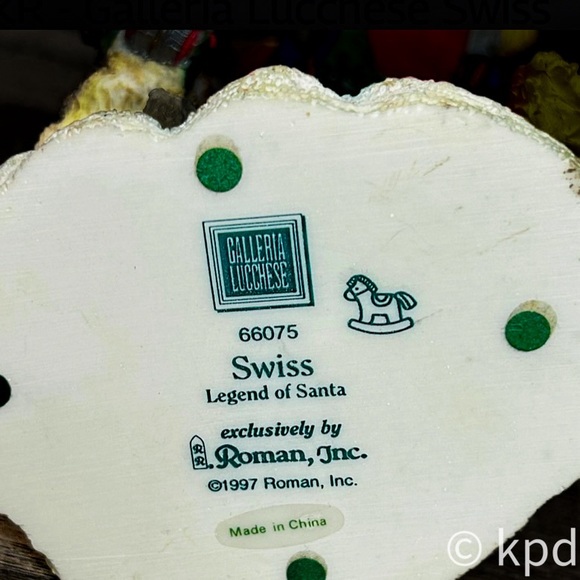 GALLERIA
LUCCHESE
66075
Swiss
Legend of Santa
exclusively by
R R. Roman, Inc.
©1997 Roman, Inc.
Made in China
© kpd